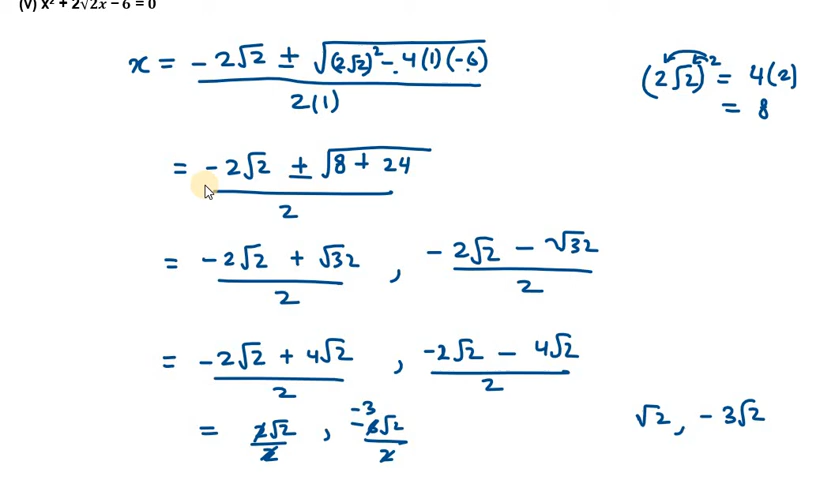 (v) x² + 2√2x – 6 = 0
x = -2√2 ± √(2√2)² - 4(1)(-6) / 2(1)
(2√2)² = 4(2)
= 8
= -2√2 ± √8 + 24 / 2
= -2√2 + √32 / 2 , -2√2 - √32 / 2
= -2√2 + 4√2 / 2 , -2√2 - 4√2 / 2
= 2√2 / 2 , -3 -6√2 / 2
√2, -3√2